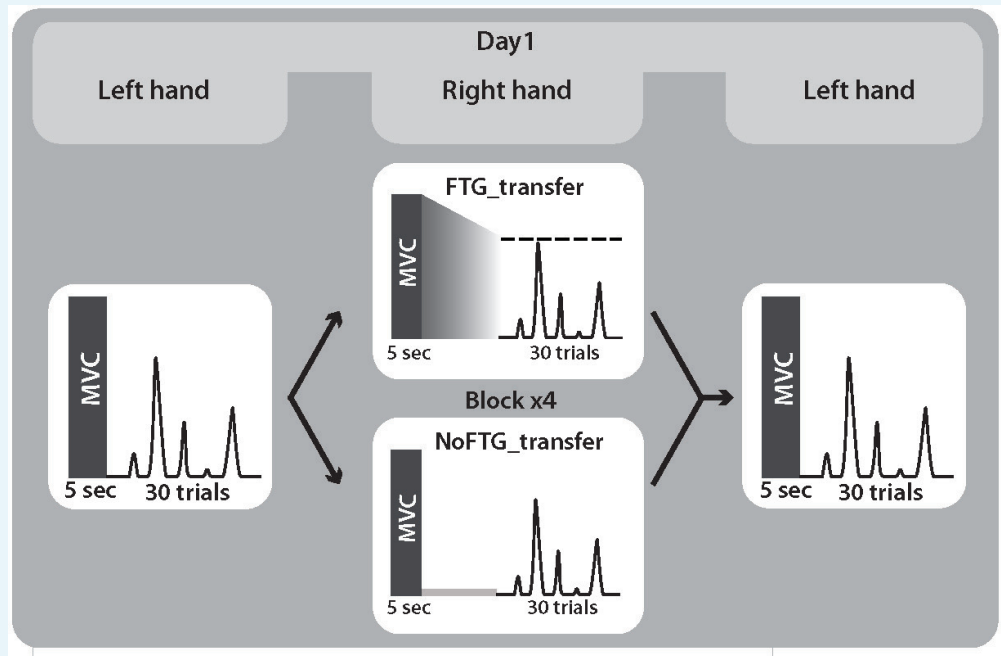 Day1
Left hand
Right hand
Left hand
MVC
5 sec
30 trials
FTG_transfer
MVC
5 sec
30 trials
Block x4
NoFTG_transfer
MVC
5 sec
30 trials
MVC
5 sec
30 trials